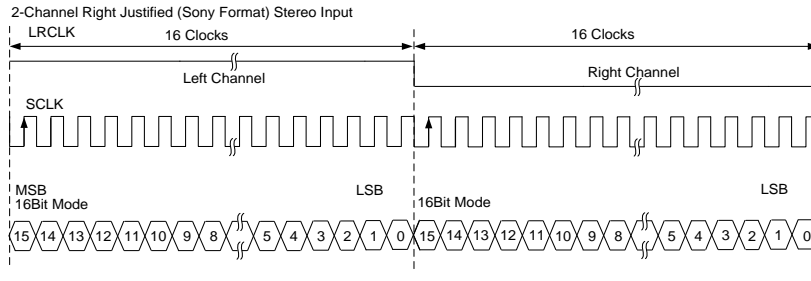 2-Channel Right Justified (Sony Format) Stereo Input
LRCLK
16 Clocks
16 Clocks
Left Channel
Right Channel
SCLK
MSB
LSB
LSB
16Bit Mode
16Bit Mode
15 14 13 12 11 10 9 8 5 4 3 2 1 0 15 14 13 12 11 10 9 8 5 4 3 2 1 0